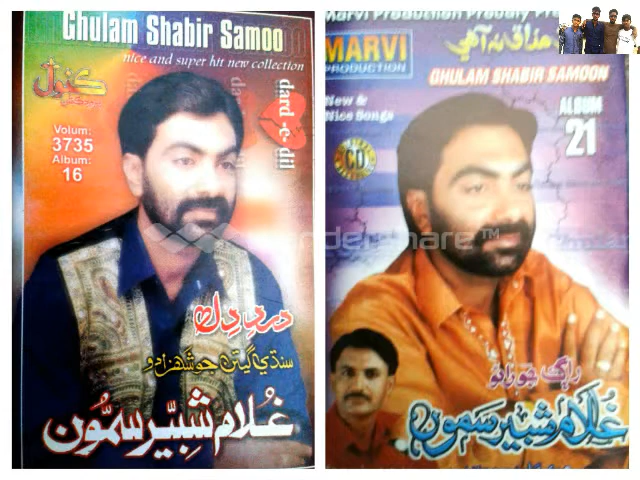 Ghulam Shabir Samoo
nice and super hit new collection
ڪنول
dard-e-dil
Volum:
3735
Album:
16
درد دل
سنڌي گيتن جو شهزادو
غلام شبير سمون
Marvi Production Proudly
MARVI
PRODUCTION
GHULAM SHABIR SAMOON
New &
Nice Songs
ALBUM
21
CD
غلام شبير سمون